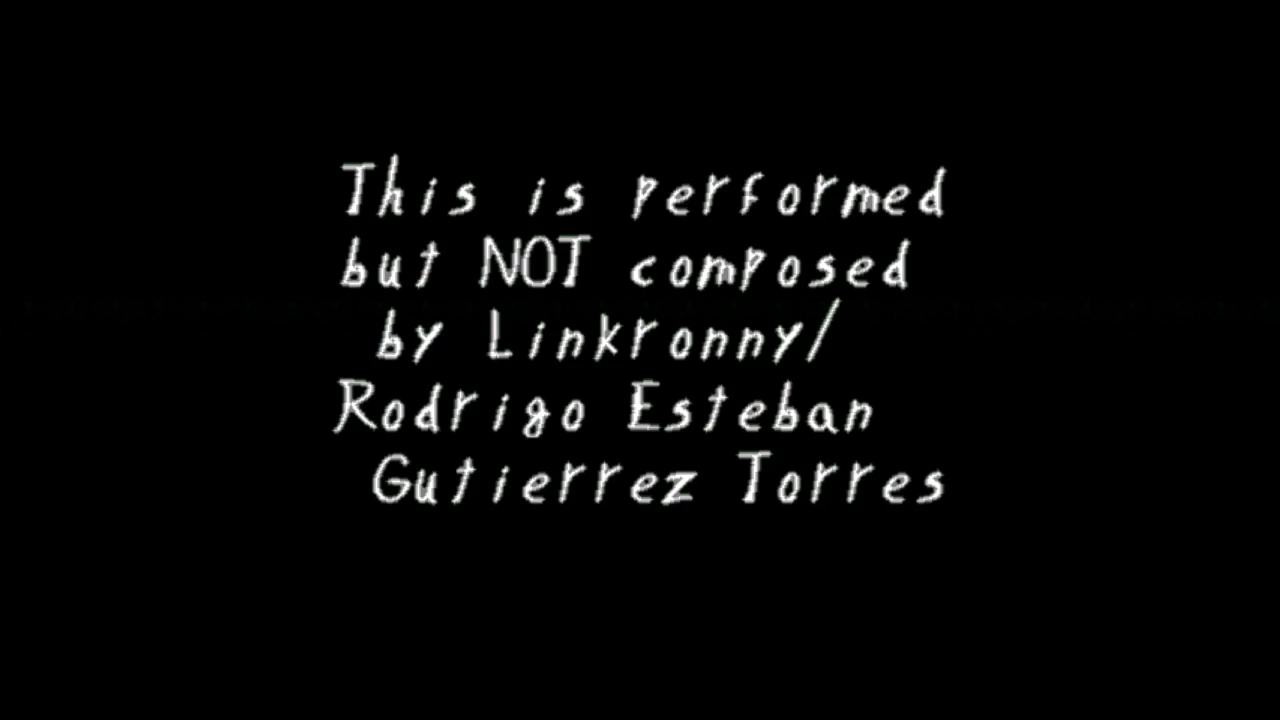 This is performed
but NOT composed
by Linkronny/
Rodrigo Esteban
Gutierrez Torres